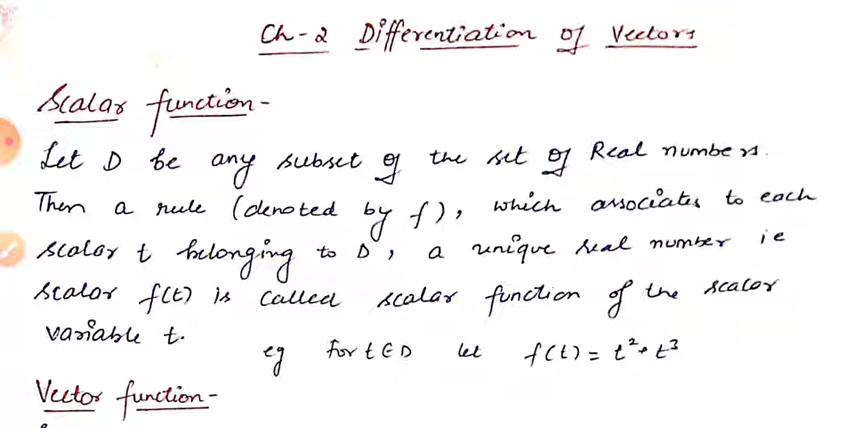 Ch-2 Differentiation of Vectors
Scalar function-
Let D be any subset of the set of Real numbers.
Then a rule (denoted by f), which associates to each
scalar t belonging to D, a unique real number ie
scalar f(t) is called scalar function of the scalar
variable t.
eg for t ∈ D let f(t) = t²+t³
Vector function-